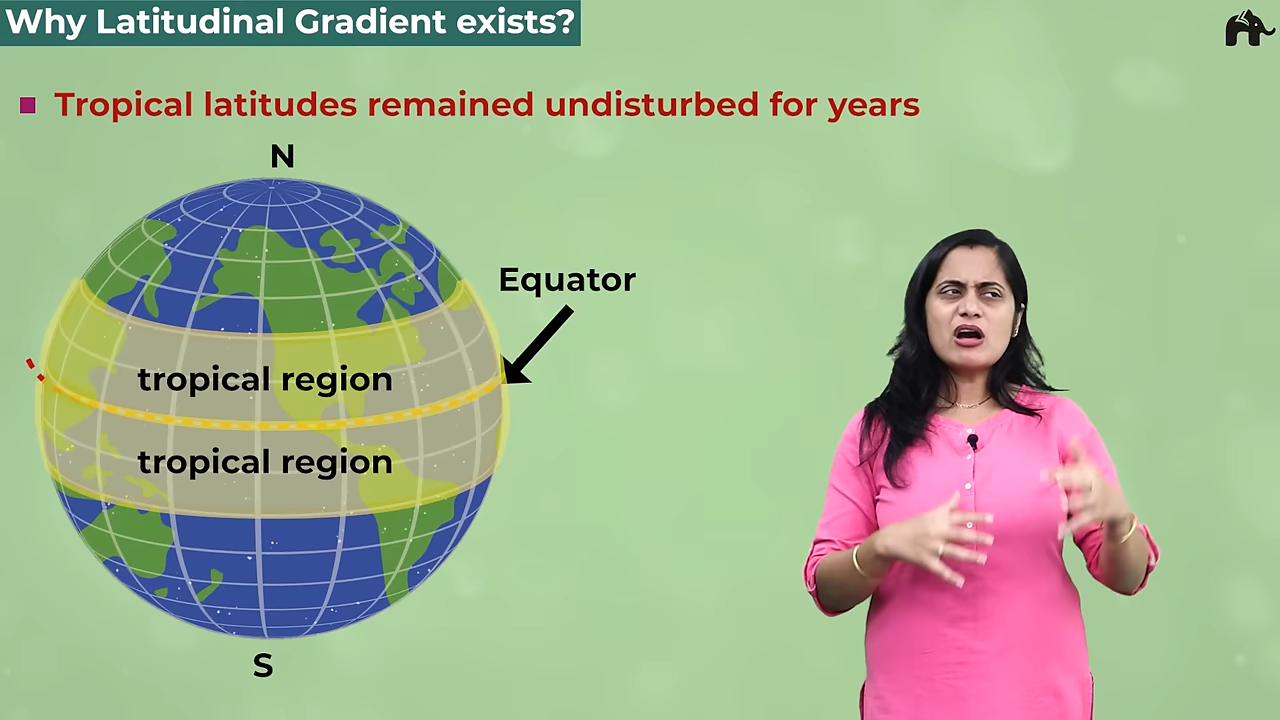 Why Latitudinal Gradient exists?
Tropical latitudes remained undisturbed for years
N
Equator
tropical region
tropical region
S